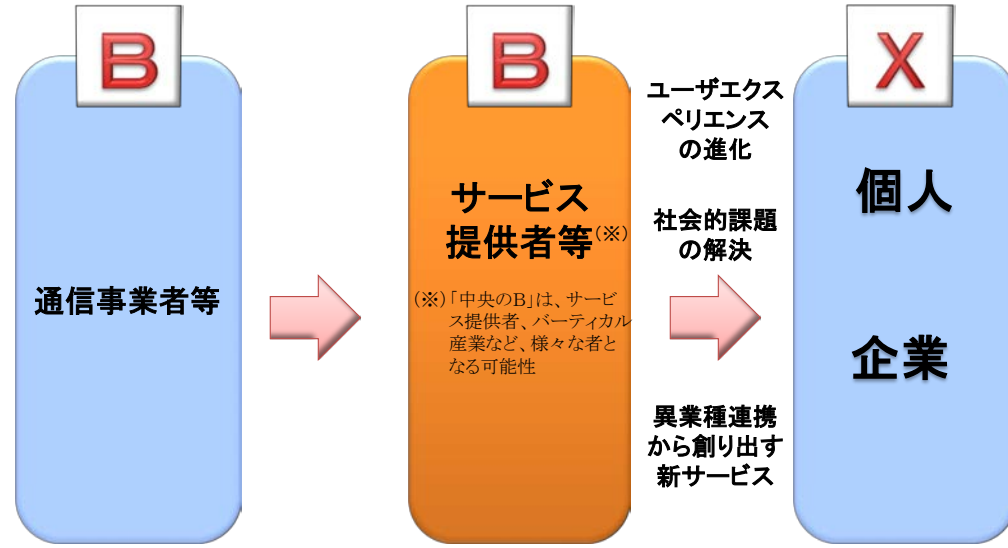 B
通信事業者等
B
サービス
提供者等(※)
(※)「中央のB」は、サービ
ス提供者、バーティカル
産業など、様々な者と
なる可能性
ユーザエクス
ペリエンス
の進化
社会的課題
の解決
異業種連携
から創り出す
新サービス
X
個人
企業